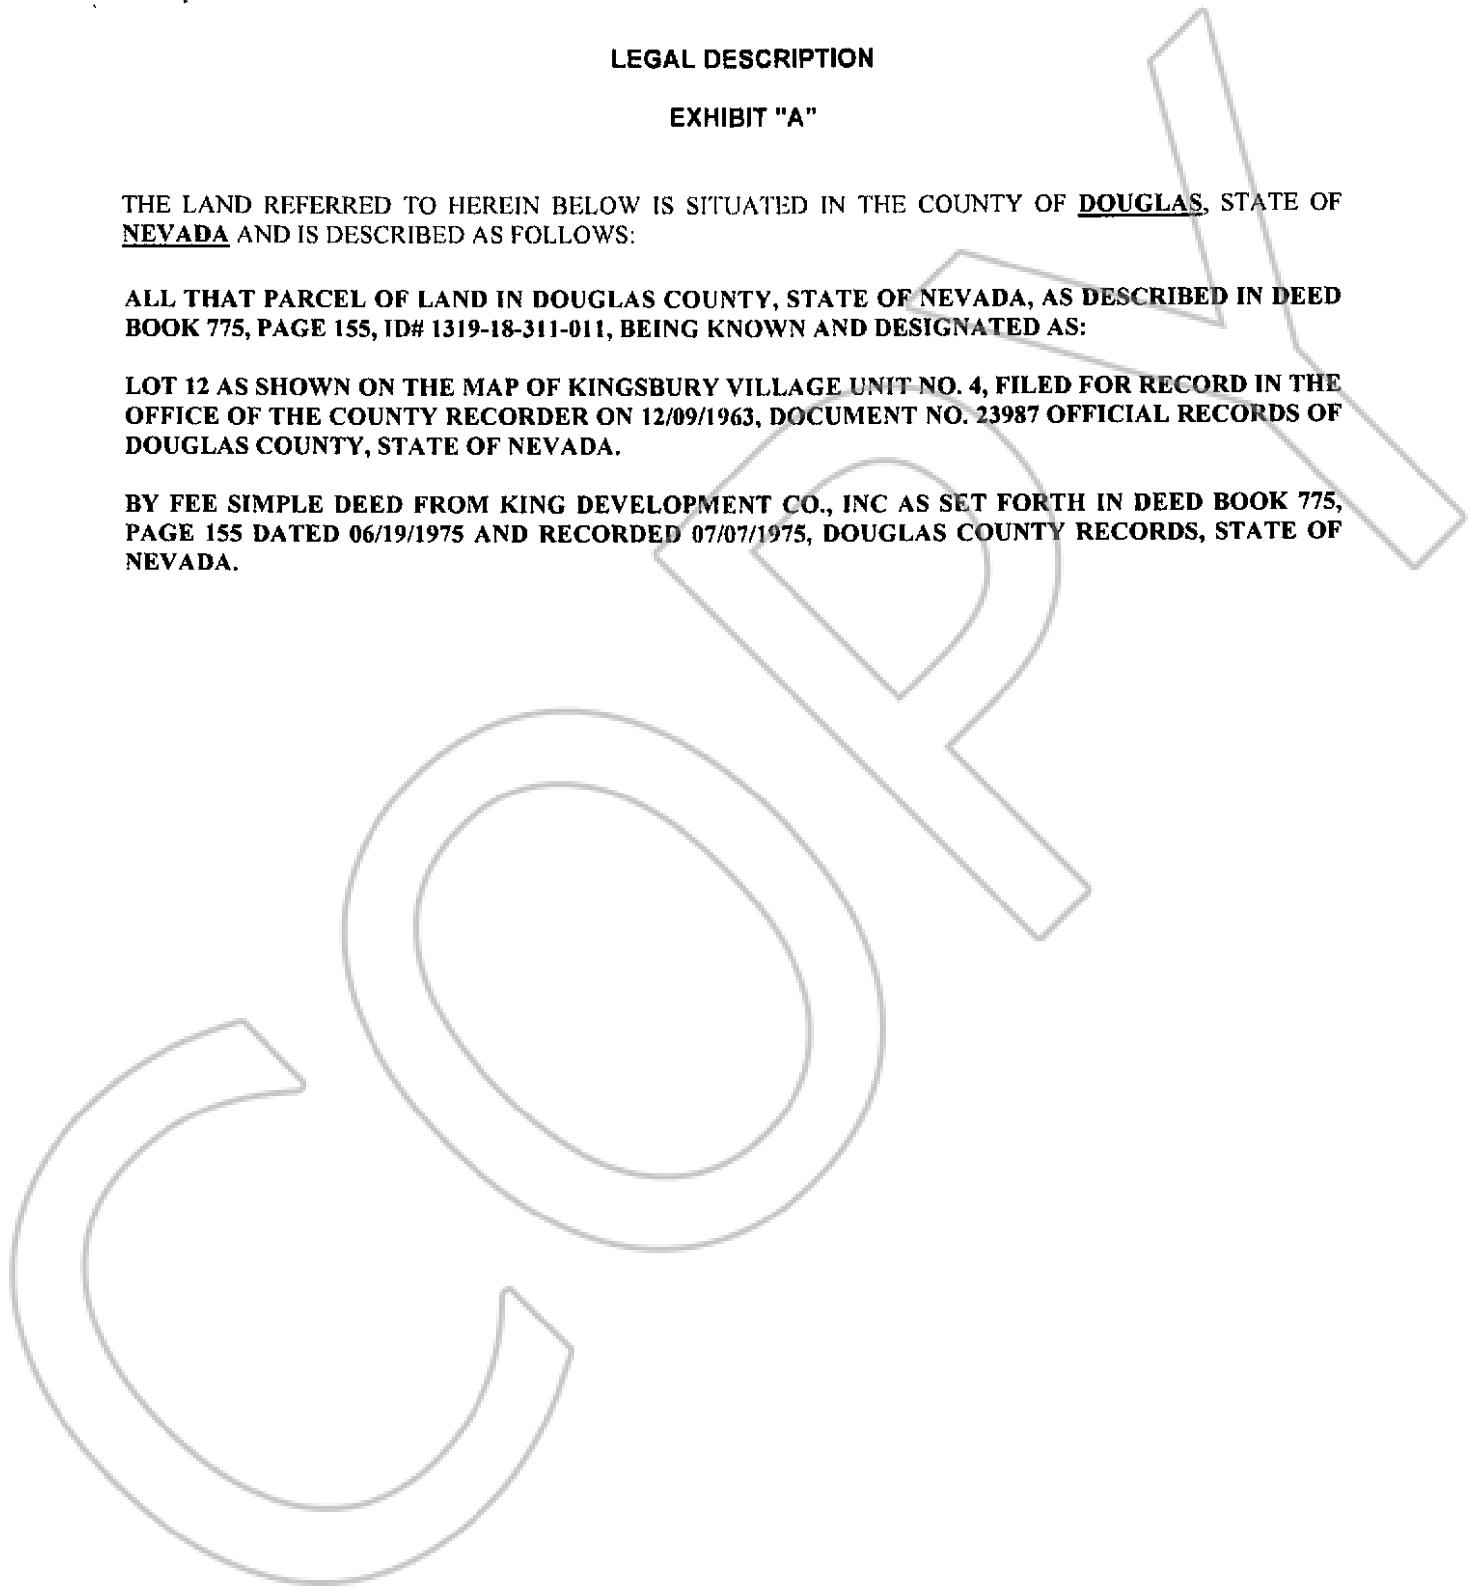 LEGAL DESCRIPTION
EXHIBIT "A"
THE LAND REFERRED TO HEREIN BELOW IS SITUATED IN THE COUNTY OF DOUGLAS, STATE OF
NEVADA AND IS DESCRIBED AS FOLLOWS:
ALL THAT PARCEL OF LAND IN DOUGLAS COUNTY, STATE OF NEVADA, AS DESCRIBED IN DEED
BOOK 775, PAGE 155, ID# 1319-18-311-011, BEING KNOWN AND DESIGNATED AS:
LOT 12 AS SHOWN ON THE MAP OF KINGSBURY VILLAGE UNIT NO. 4, FILED FOR RECORD IN THE
OFFICE OF THE COUNTY RECORDER ON 12/09/1963, DOCUMENT NO. 23987 OFFICIAL RECORDS OF
DOUGLAS COUNTY, STATE OF NEVADA.
BY FEE SIMPLE DEED FROM KING DEVELOPMENT CO., INC AS SET FORTH IN DEED BOOK 775,
PAGE 155 DATED 06/19/1975 AND RECORDED 07/07/1975, DOUGLAS COUNTY RECORDS, STATE OF
NEVADA.
COPY